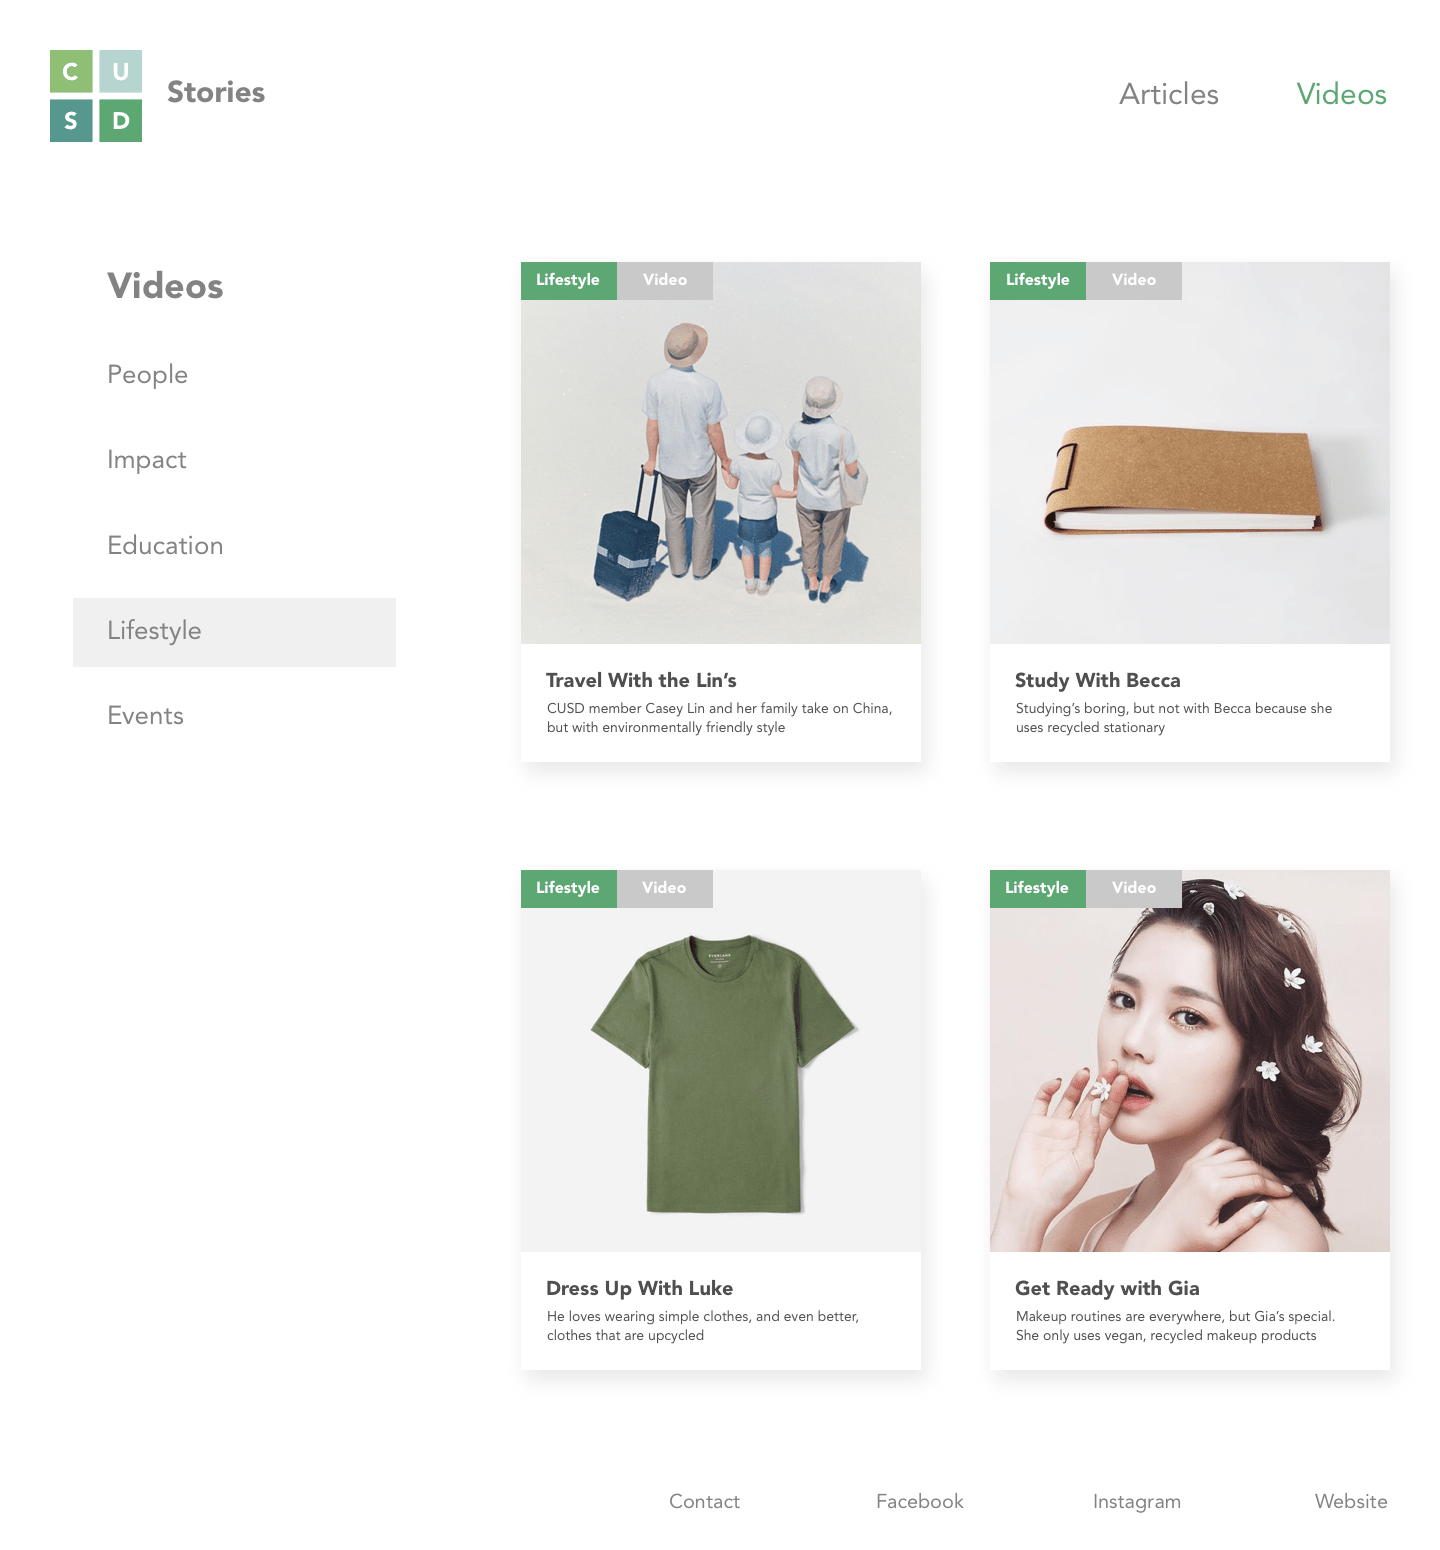 C U
S D
Stories
Articles
Videos
Videos
People
Impact
Education
Lifestyle
Events
Lifestyle
Video
Travel With the Lin’s
CUSD member Casey Lin and her family take on China,
but with environmentally friendly style
Lifestyle
Video
Study With Becca
Studying’s boring, but not with Becca because she
uses recycled stationary
Lifestyle
Video
EVERLANE
Dress Up With Luke
He loves wearing simple clothes, and even better,
clothes that are upcycled
Lifestyle
Video
Get Ready with Gia
Makeup routines are everywhere, but Gia’s special.
She only uses vegan, recycled makeup products
Contact
Facebook
Instagram
Website